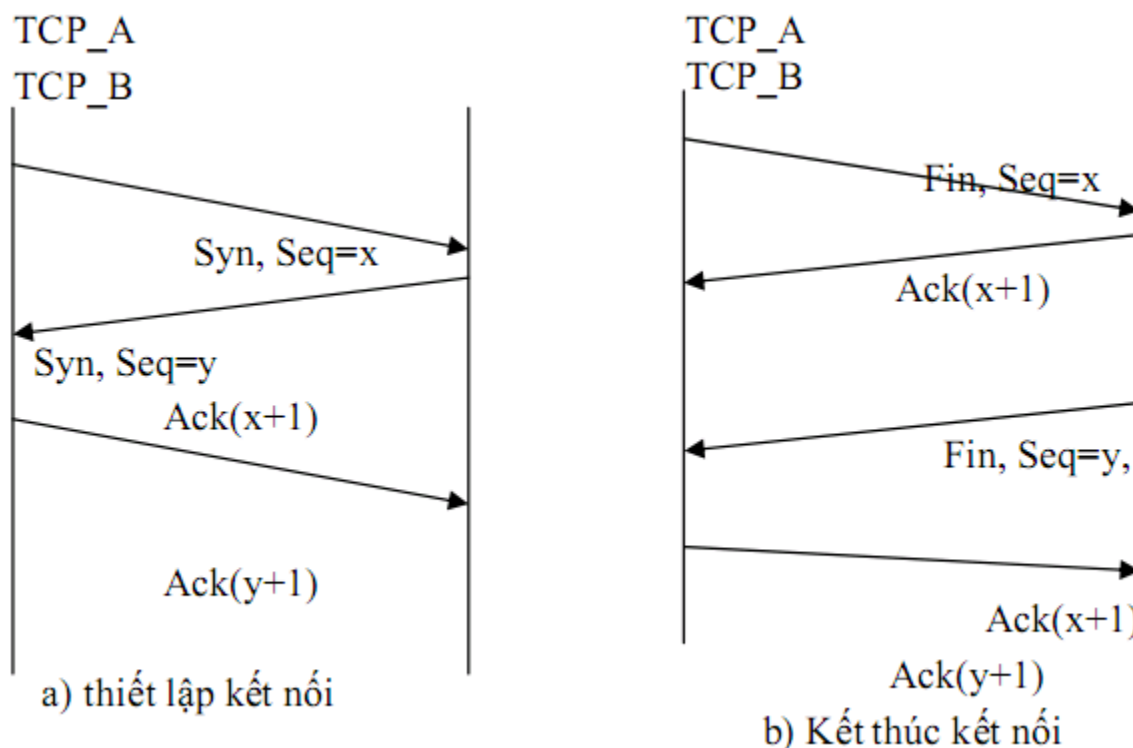 TCP_A
TCP_B
Syn, Seq=x
Syn, Seq=y
Ack(x+1)
Ack(y+1)
a) thiết lập kết nối
TCP_A
TCP_B
Fin, Seq=x
Ack(x+1)
Fin, Seq=y,
Ack(x+1)
Ack(y+1)
b) Kết thúc kết nối